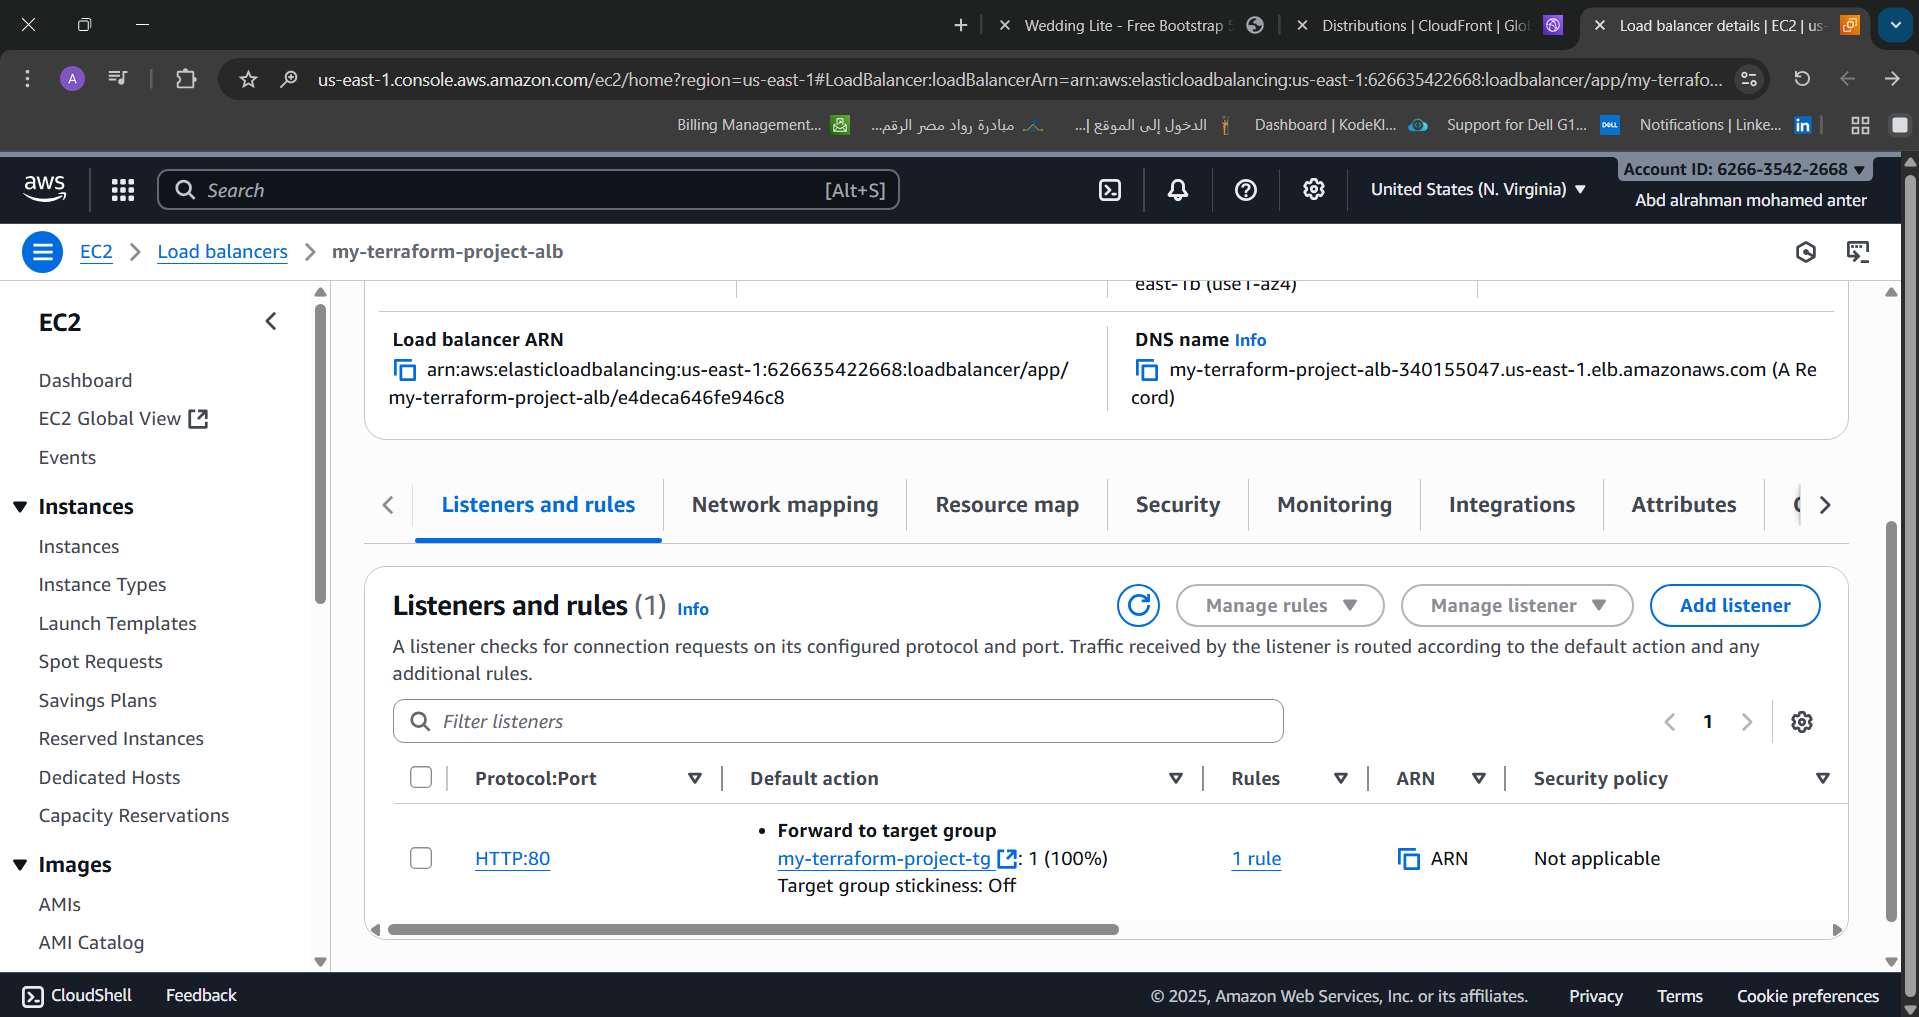 Wedding Lite - Free Bootstrap
Distributions | CloudFront | Glo
Load balancer details | EC2 | us-
A
us-east-1.console.aws.amazon.com/ec2/home?region=us-east-1#LoadBalancer:loadBalancerArn=arn:aws:elasticloadbalancing:us-east-1:626635422668:loadbalancer/app/my-terrafo...
Billing Management...
مبادرة رواد مصر الرقم...
الدخول إلى الموقع |...
Dashboard | KodeKl...
Support for Dell G1...
DELL
Notifications | Linke...
in
aws
Search
[Alt+S]
United States (N. Virginia)
Account ID: 6266-3542-2668
Abd alrahman mohamed anter
EC2
Load balancers
my-terraform-project-alb
EC2
Dashboard
EC2 Global View
Events
Instances
Instances
Instance Types
Launch Templates
Spot Requests
Savings Plans
Reserved Instances
Dedicated Hosts
Capacity Reservations
Images
AMIs
AMI Catalog
east-1b (use1-az4)
Load balancer ARN
arn:aws:elasticloadbalancing:us-east-1:626635422668:loadbalancer/app/
my-terraform-project-alb/e4deca646fe946c8
DNS name Info
my-terraform-project-alb-340155047.us-east-1.elb.amazonaws.com (A Re
cord)
Listeners and rules
Network mapping
Resource map
Security
Monitoring
Integrations
Attributes
Listeners and rules (1) Info
Manage rules
Manage listener
Add listener
A listener checks for connection requests on its configured protocol and port. Traffic received by the listener is routed according to the default action and any
additional rules.
Filter listeners
1
Protocol:Port
Default action
Rules
ARN
Security policy
HTTP:80
• Forward to target group
my-terraform-project-tg : 1 (100%)
Target group stickiness: Off
1 rule
ARN
Not applicable
CloudShell
Feedback
© 2025, Amazon Web Services, Inc. or its affiliates.
Privacy
Terms
Cookie preferences